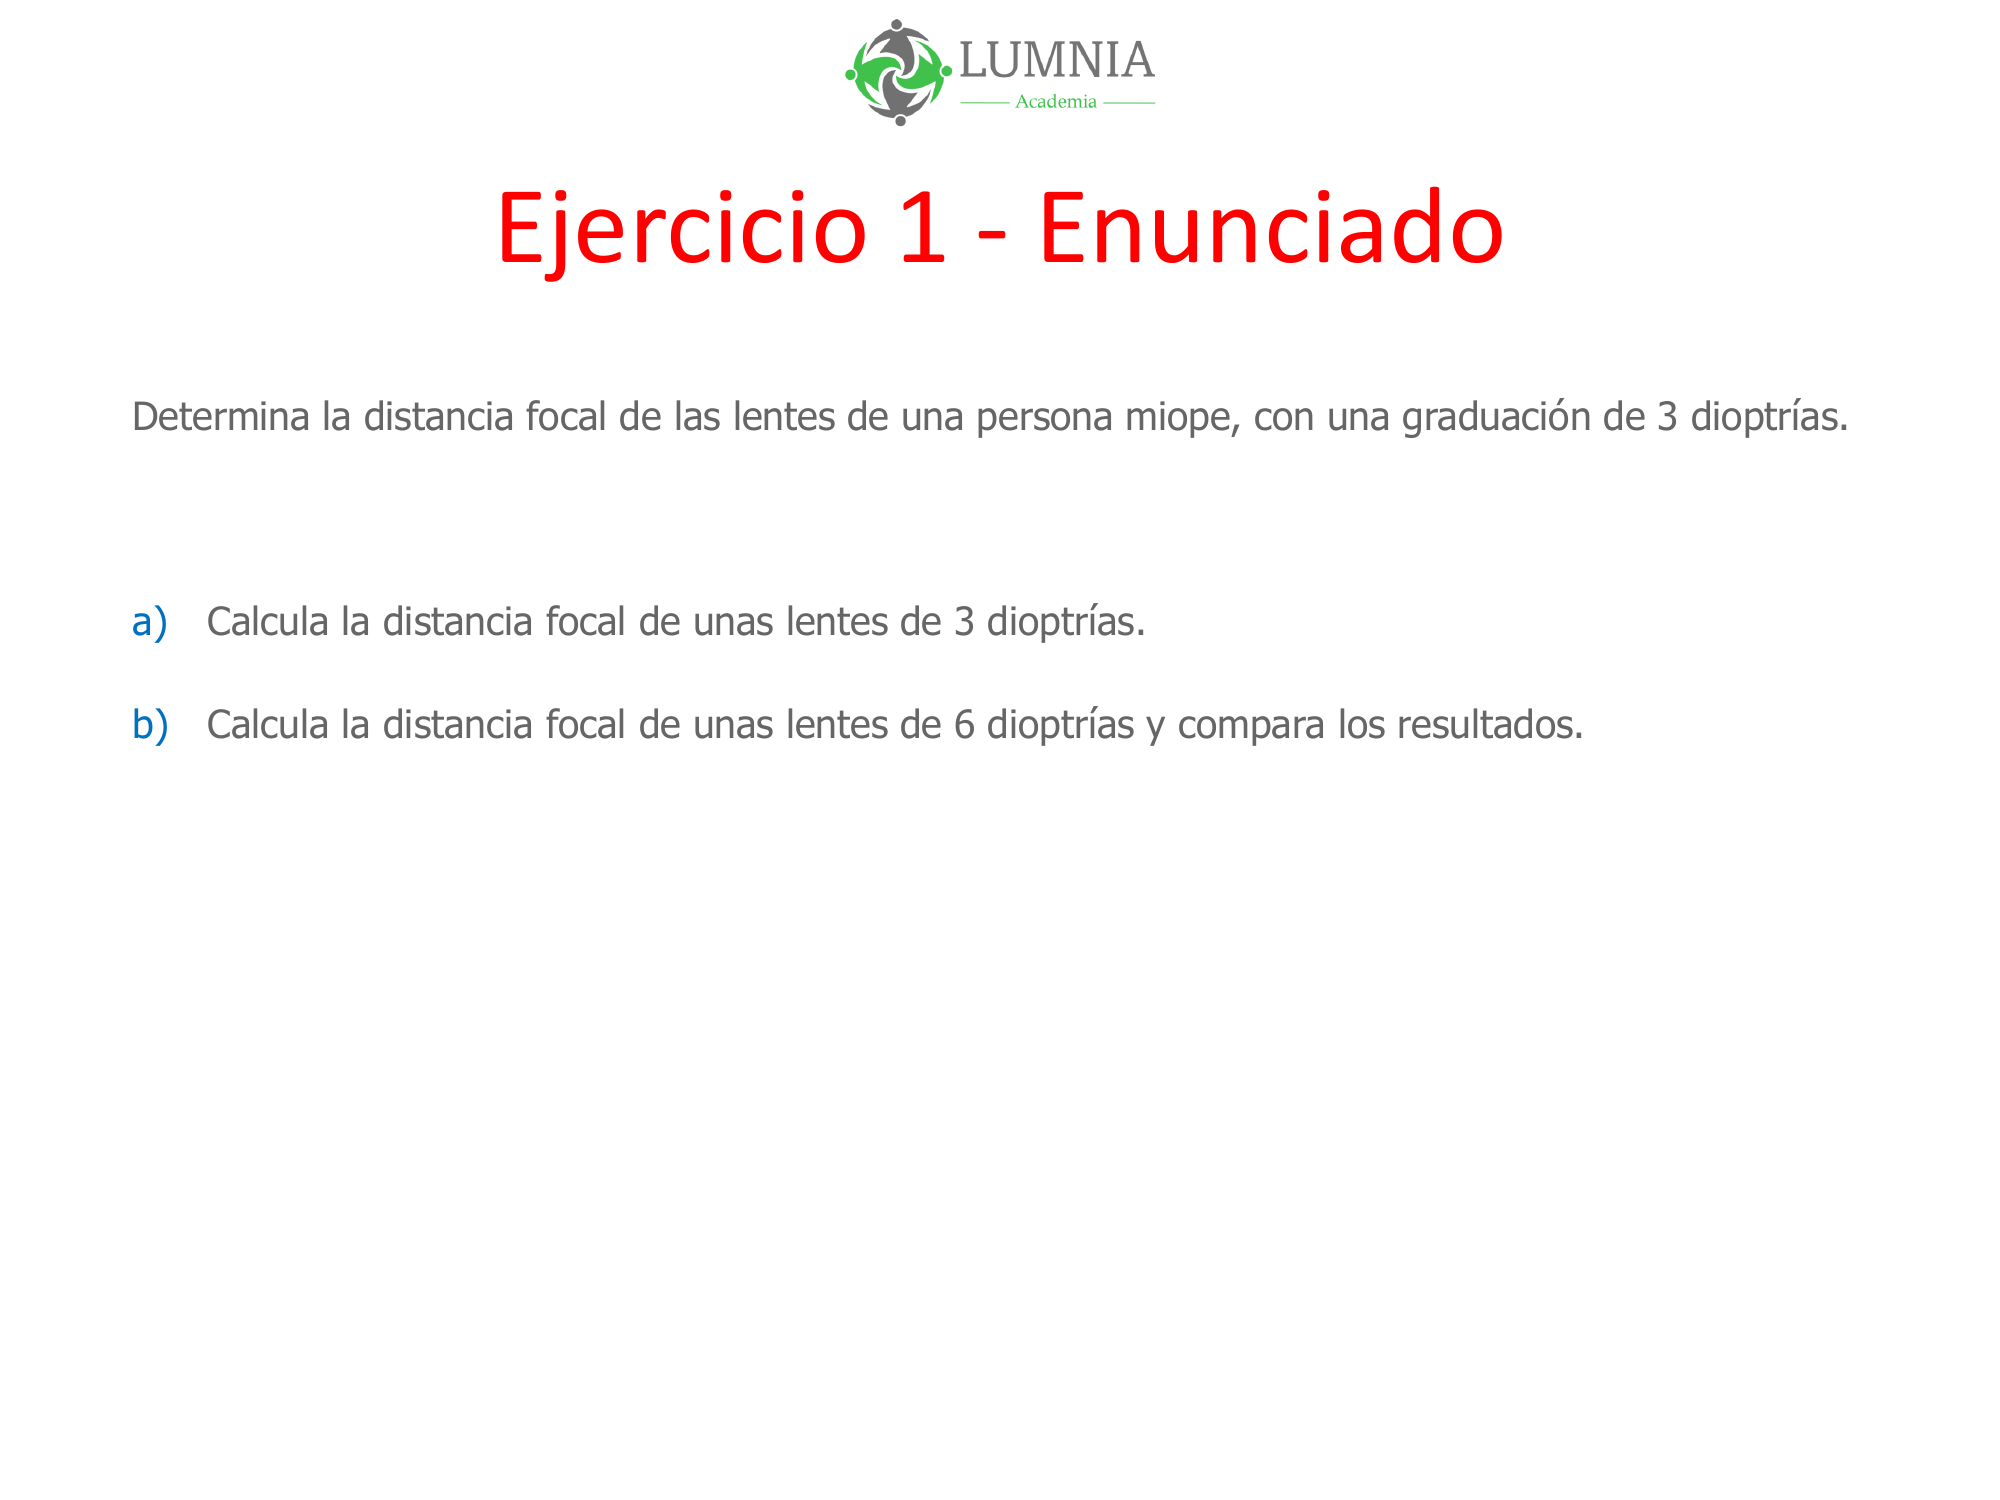 LUMNIA
Academia
Ejercicio 1 - Enunciado
Determina la distancia focal de las lentes de una persona miope, con una graduación de 3 dioptrías.
a) Calcula la distancia focal de unas lentes de 3 dioptrías.
b) Calcula la distancia focal de unas lentes de 6 dioptrías y compara los resultados.